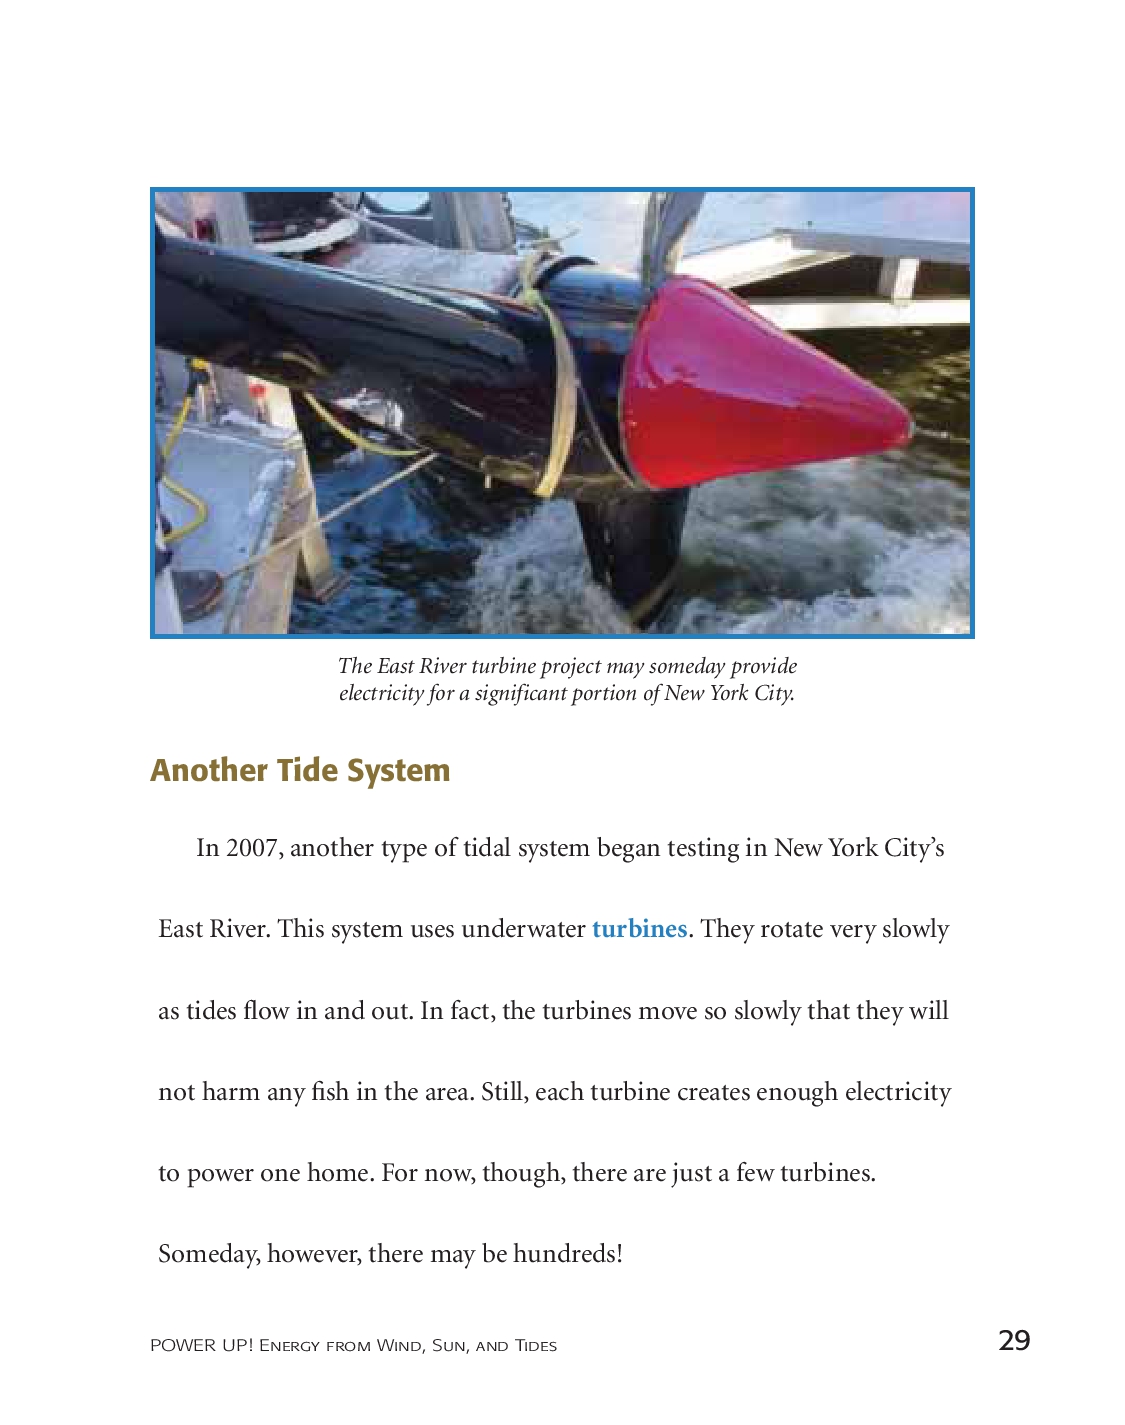 The East River turbine project may someday provide
electricity for a significant portion of New York City.
Another Tide System
In 2007, another type of tidal system began testing in New York City’s
East River. This system uses underwater turbines. They rotate very slowly
as tides flow in and out. In fact, the turbines move so slowly that they will
not harm any fish in the area. Still, each turbine creates enough electricity
to power one home. For now, though, there are just a few turbines.
Someday, however, there may be hundreds!
POWER UP! Energy from Wind, Sun, and Tides 29